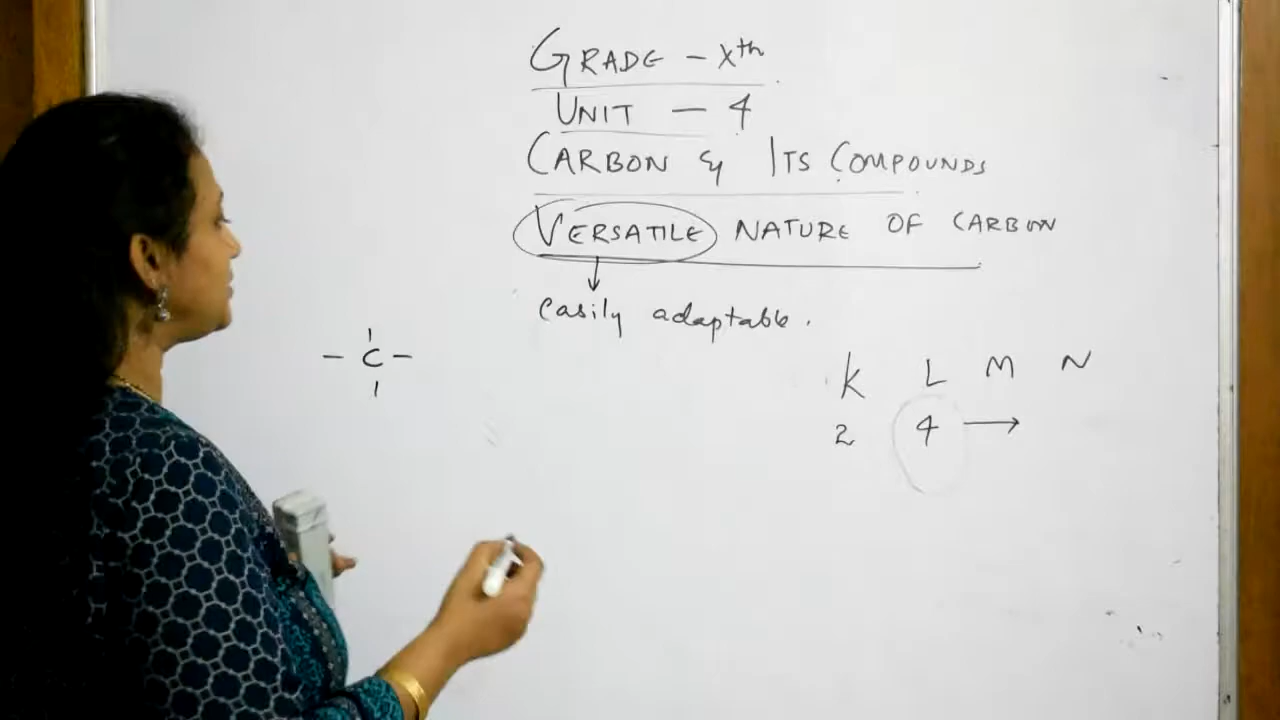 GRADE - Xth
UNIT - 4
CARBON & ITS COMPOUNDS
VERSATILE NATURE OF CARBON
easily adaptable.
- C -
K L M N
2 4 →